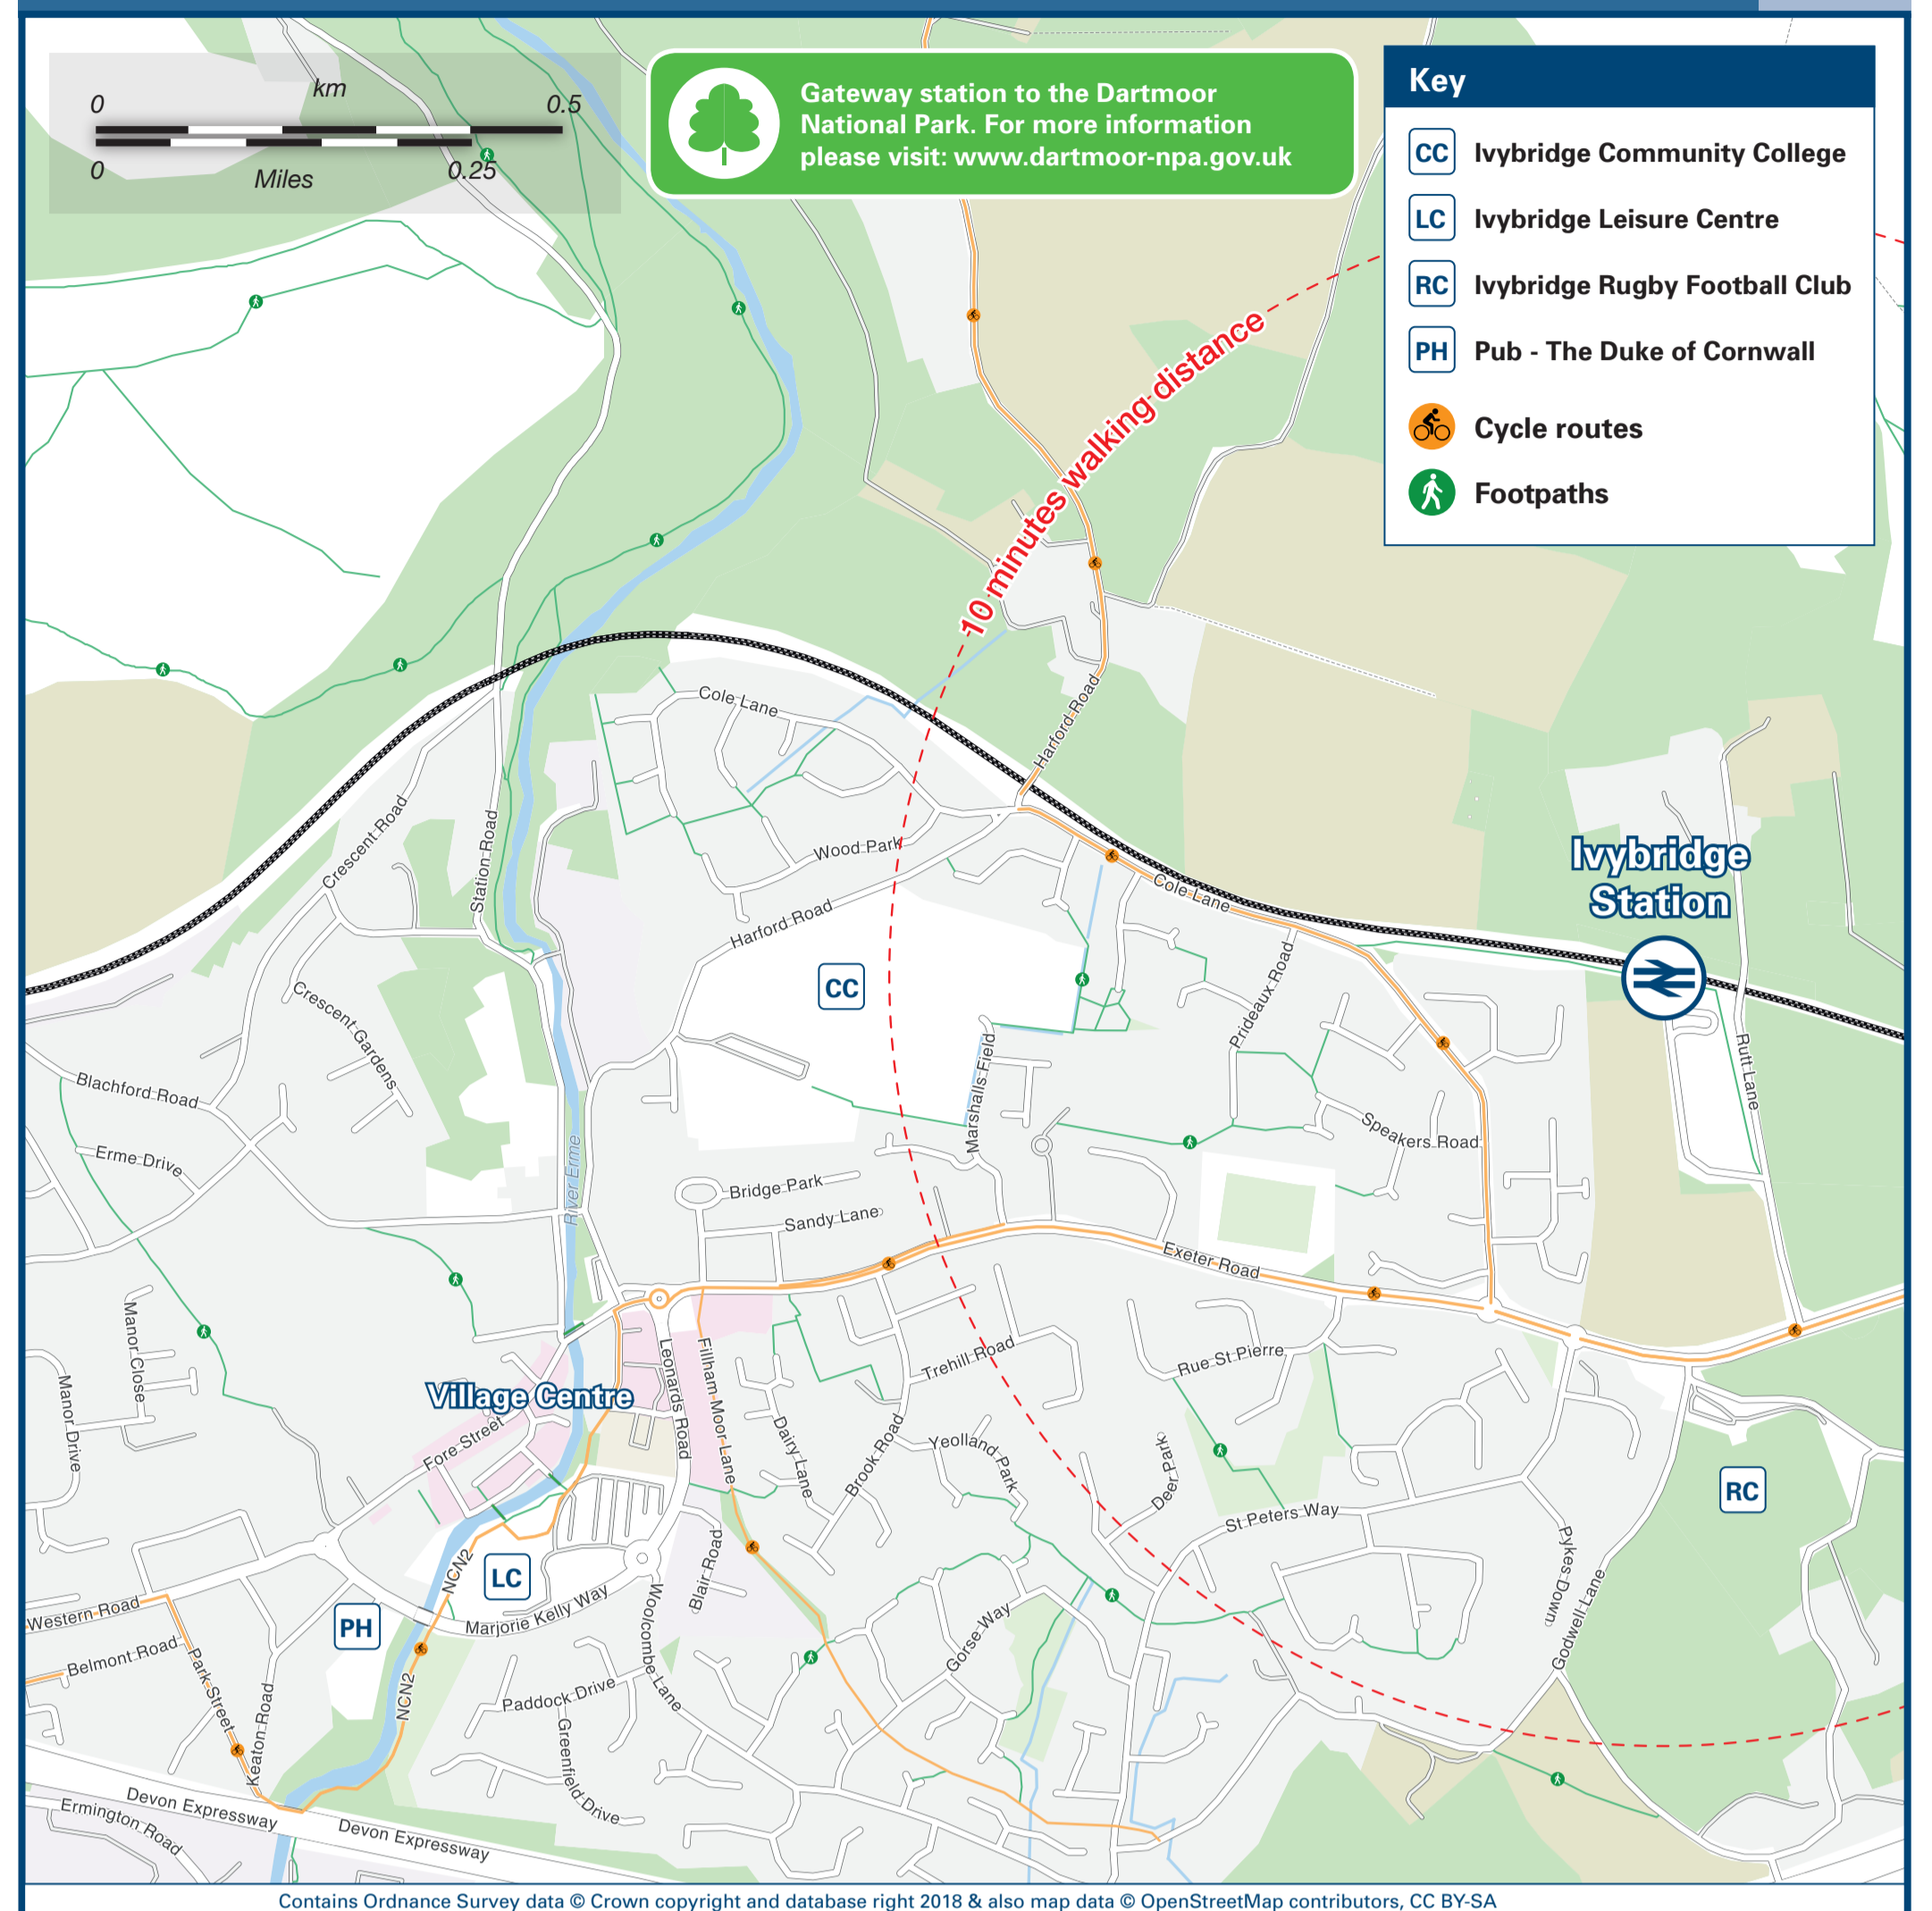 km
0
0.5
0
0.25
Miles
Gateway station to the Dartmoor
National Park. For more information
please visit: www.dartmoor-npa.gov.uk
Key
CC Ivybridge Community College
LC Ivybridge Leisure Centre
RC Ivybridge Rugby Football Club
PH Pub - The Duke of Cornwall
Cycle routes
Footpaths
10 minutes walking distance
Harford Road
Cole Lane
Crescent Road
Station Road
Wood Park
Harford Road
Cole Lane
Ivybridge
Station
CC
Prideaux Road
Crescent Gardens
Marshalls Field
Rutt Lane
Blachford Road
Speakers Road
Erme Drive
River Erme
Bridge Park
Sandy Lane
Exeter Road
Manor Close
Manor Drive
Leonards Road
Fillham Moor Lane
Trehill Road
Rue St Pierre
Village Centre
Fore Street
Dairy Lane
Brook Road
Yeolland Park
Deer Park
RC
St Peters Way
Pykes Down
Godwell Lane
NCN2
LC
Blair Road
Western Road
PH
Marjorie Kelly Way
Woolcombe Lane
Gorse Way
Belmont Road
Park Street
Keaton Road
NCN2
Paddock Drive
Greenfield Drive
Devon Expressway
Devon Expressway
Ermington Road
Contains Ordnance Survey data © Crown copyright and database right 2018 & also map data © OpenStreetMap contributors, CC BY-SA